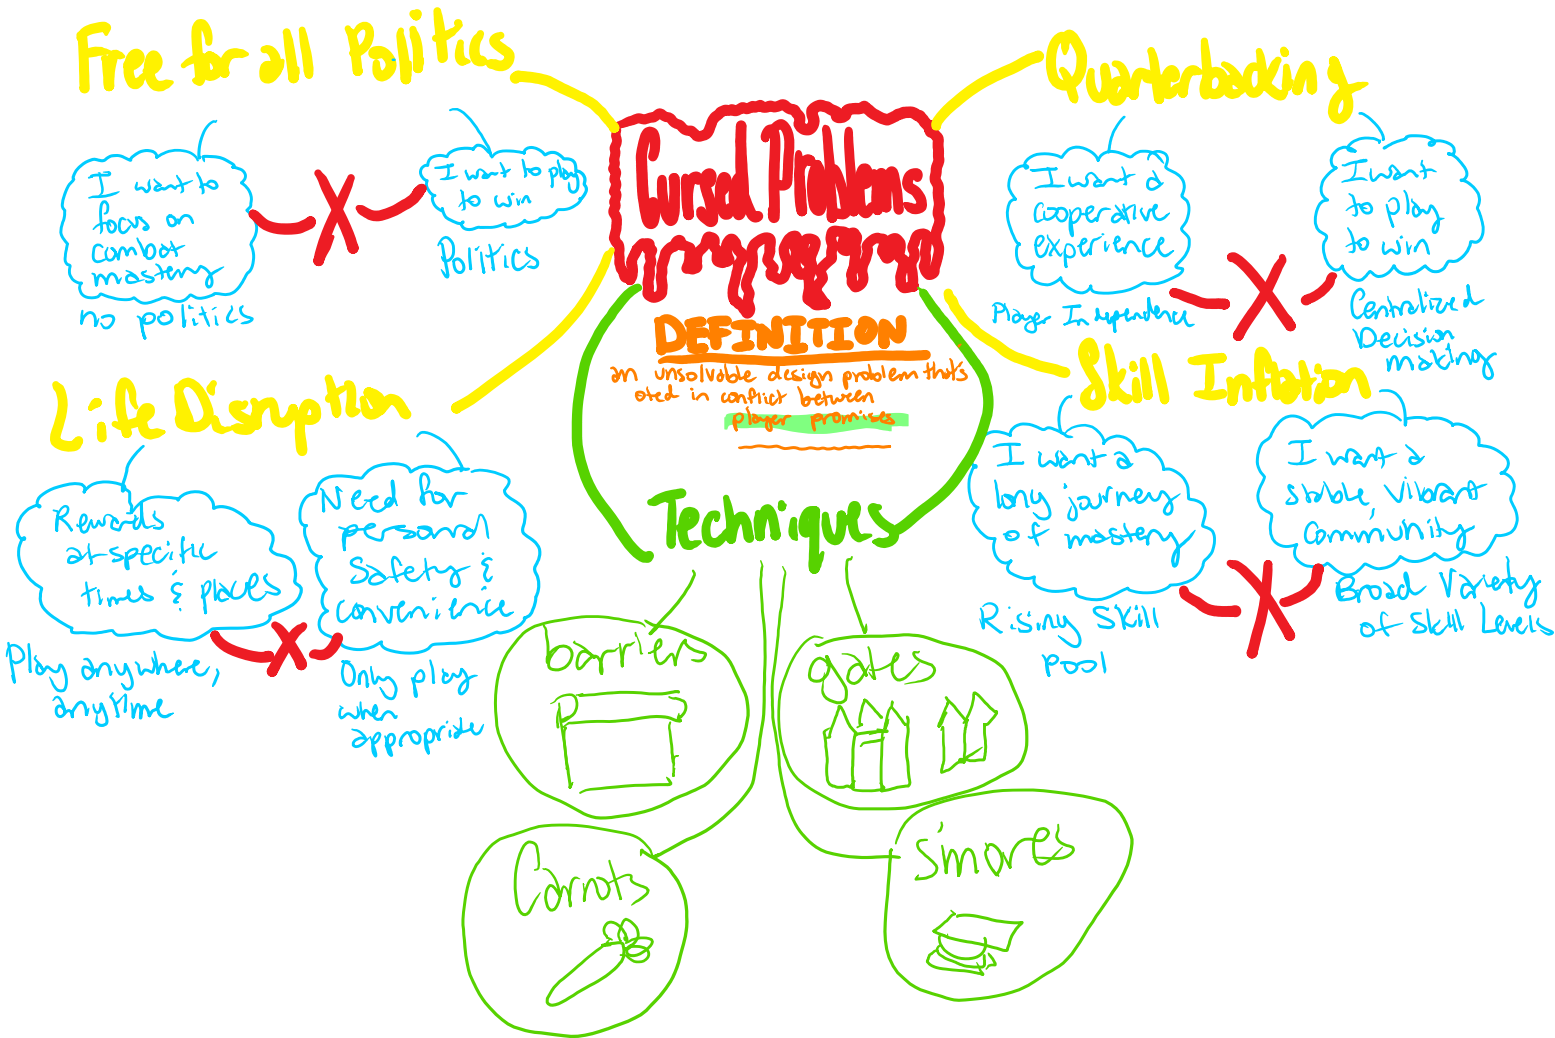 Free for all Politics
I want to
focus on
combat
mastery
no politics
I want to play
to win
Politics
Cursed Problems
Quarterbacking
I want a
cooperative
experience
Player Independence
I want
to play
to win
Centralized
Decision
making
DEFINITION
an unsolvable design problem that's
oted in conflict between
player promises
Life Disruption
Rewards
at specific
times & places
Play anywhere,
anytime
Need for
personal
Safety &
convenience
Only play
when
appropriate
Skill Inflation
I want a
long journey
of mastery
Rising Skill
pool
I want a
stable, vibrant
Community
Broad Variety
of Skill Levels
Techniques
barriers
gates
Carrots
s'mores